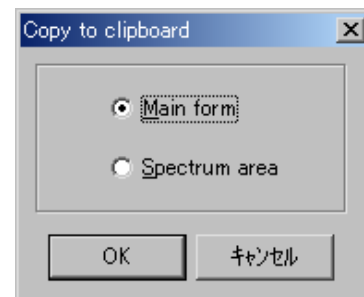 Copy to clipboard
Main form
Spectrum area
OK ｷｬﾝｾﾙ